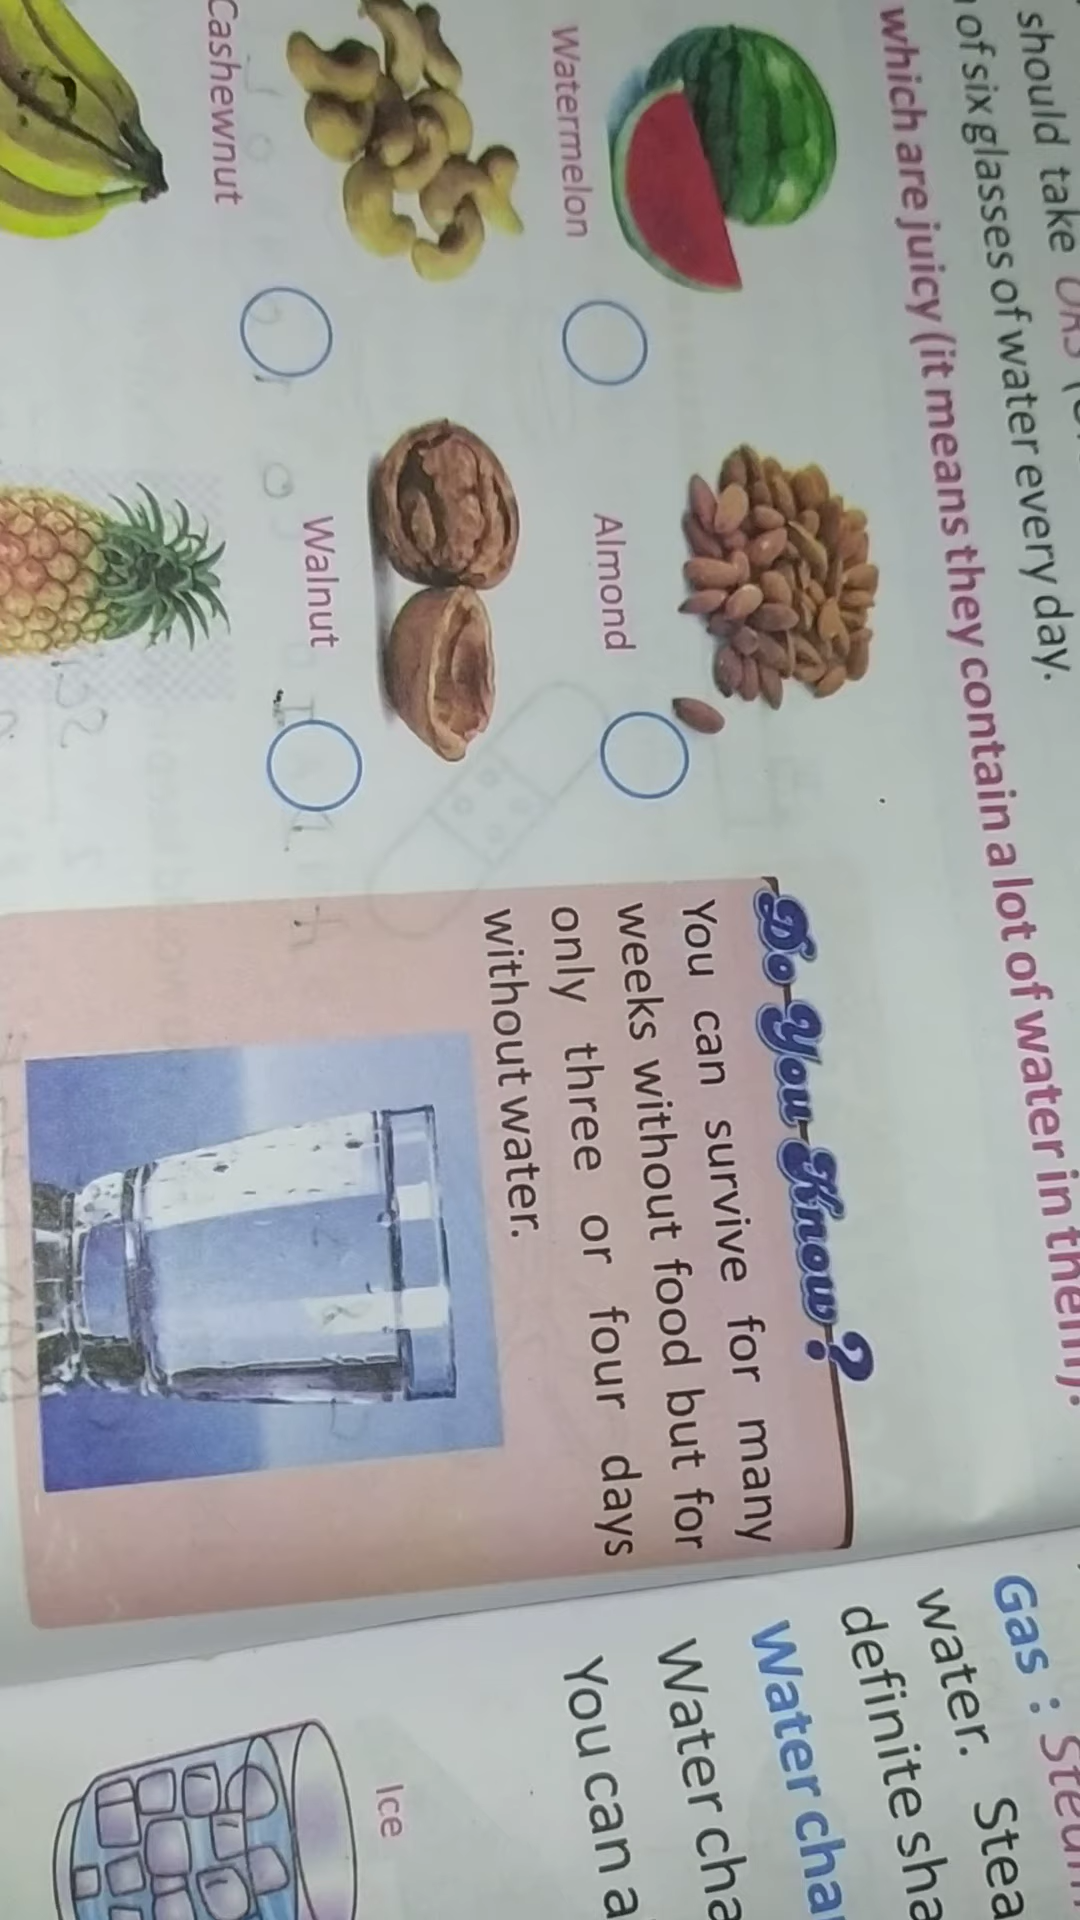 should take ORS
of six glasses of water every day.
which are juicy (it means they contain a lot of water in them).
Watermelon
Almond
Cashewnut
Walnut
Do You Know?
You can survive for many
weeks without food but for
only three or four days
without water.
Gas : Steam
water. Stea
definite sha
Water cha
Water cha
You can a
Ice